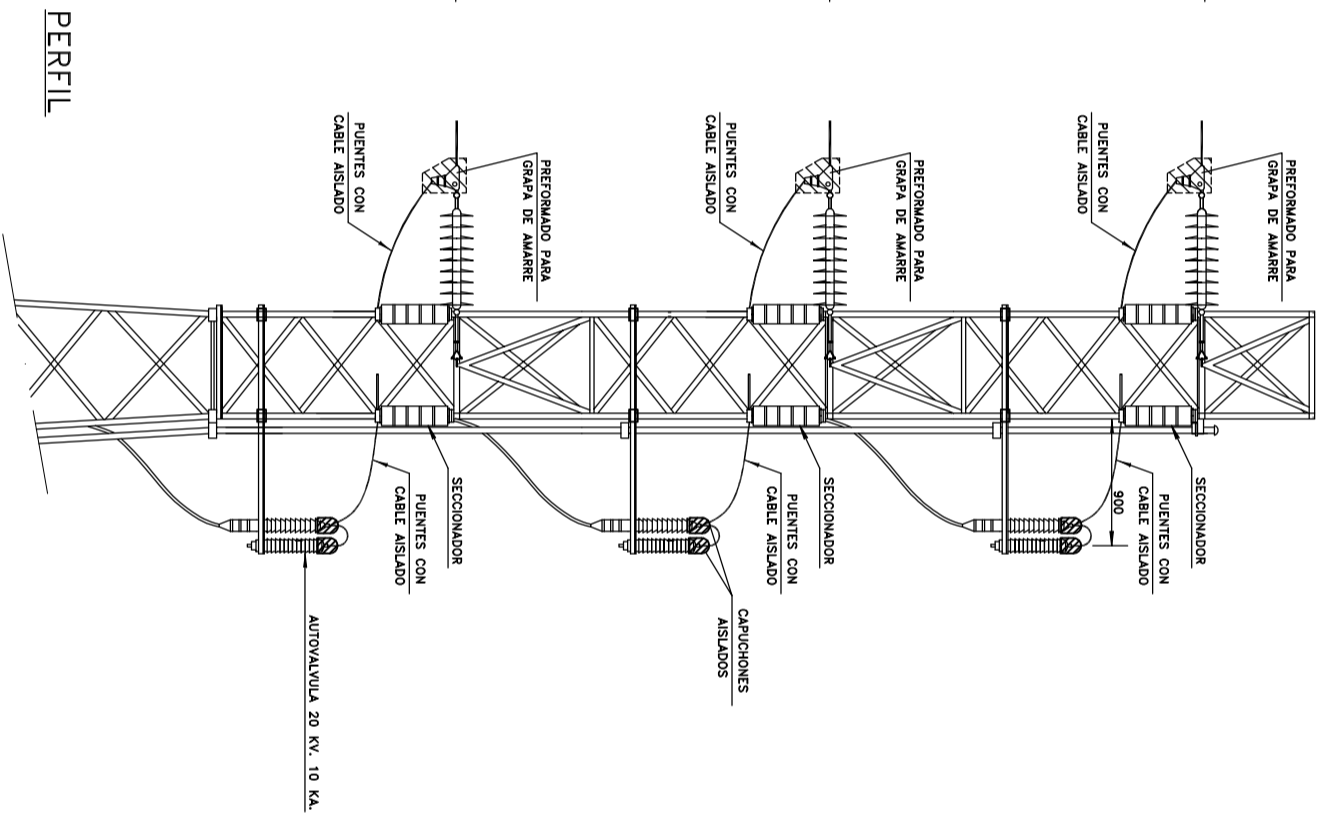 PERFIL
PREFORMADO PARA
GRAPA DE AMARRE
PUENTES CON
CABLE AISLADO
SECCIONADOR
PUENTES CON
CABLE AISLADO
900
PREFORMADO PARA
GRAPA DE AMARRE
PUENTES CON
CABLE AISLADO
SECCIONADOR
PUENTES CON
CABLE AISLADO
CAPUCHONES
AISLADOS
PREFORMADO PARA
GRAPA DE AMARRE
PUENTES CON
CABLE AISLADO
SECCIONADOR
PUENTES CON
CABLE AISLADO
AUTOVALVULA 20 KV. 10 KA.